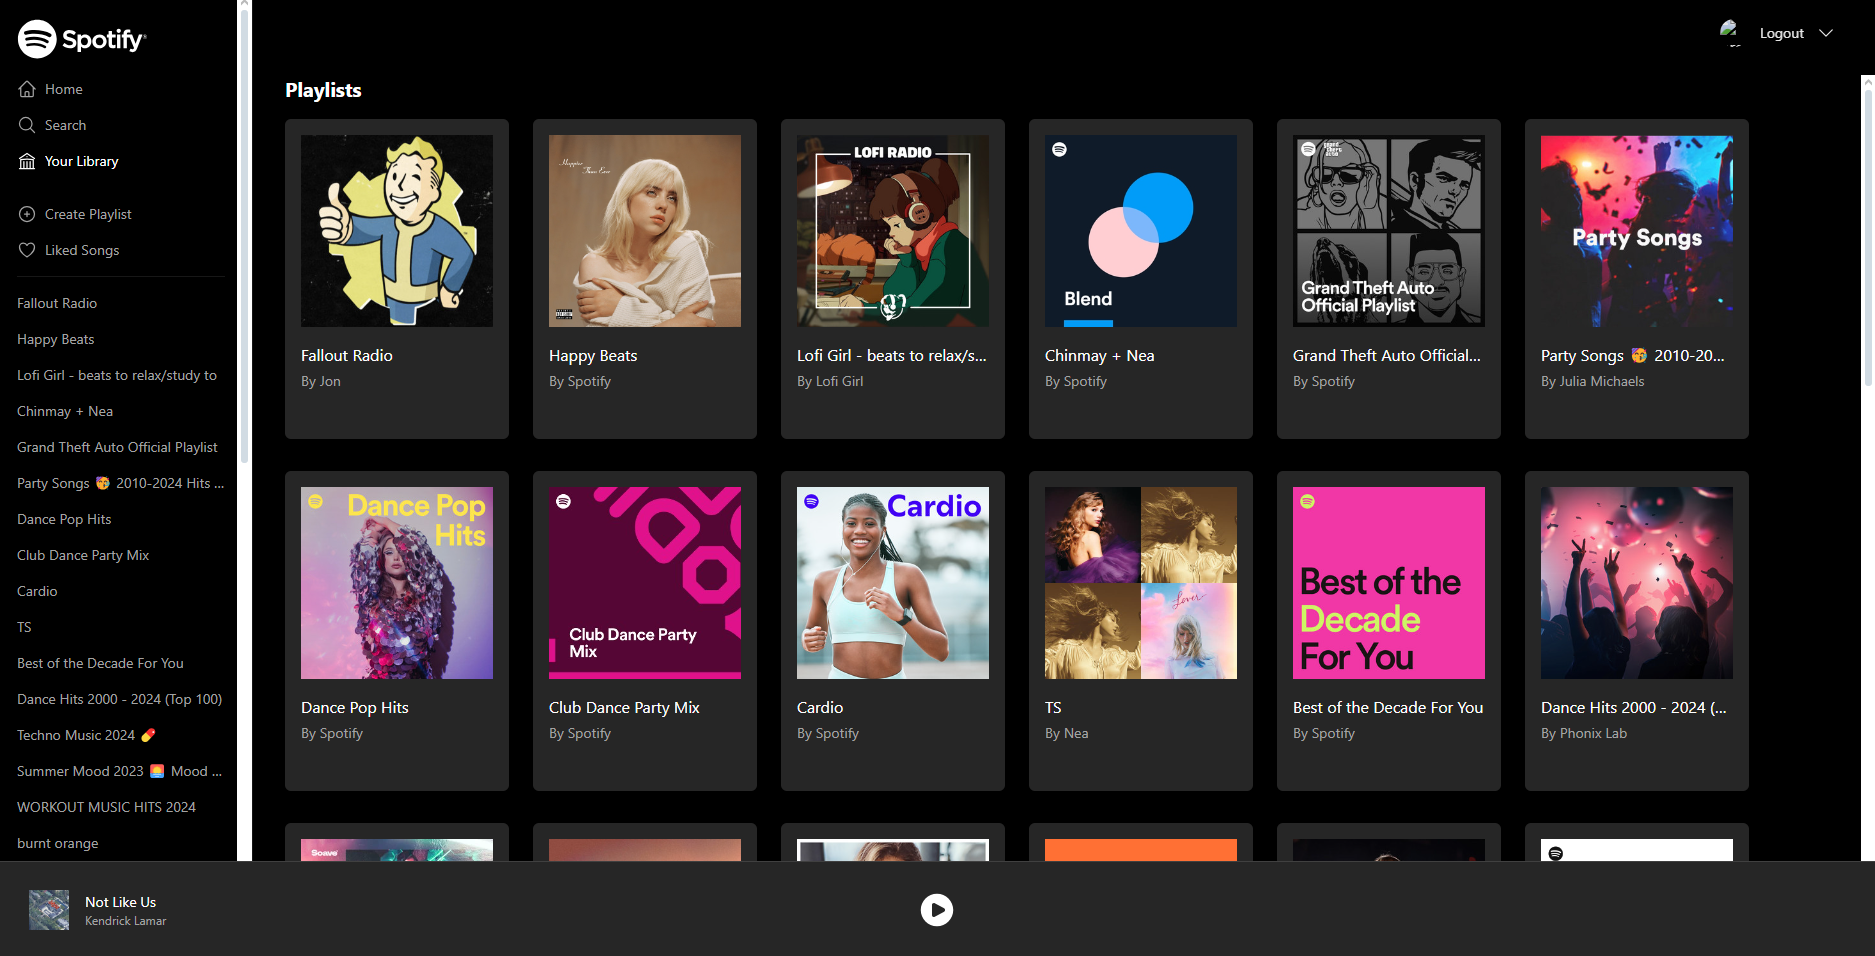 Spotify®
Logout
Home
Search
Your Library
Create Playlist
Liked Songs
Fallout Radio
Happy Beats
Lofi Girl - beats to relax/study to
Chinmay + Nea
Grand Theft Auto Official Playlist
Party Songs 🥳 2010-2024 Hits ...
Dance Pop Hits
Club Dance Party Mix
Cardio
TS
Best of the Decade For You
Dance Hits 2000 - 2024 (Top 100)
Techno Music 2024 💊
Summer Mood 2023 🌅 Mood ...
WORKOUT MUSIC HITS 2024
burnt orange
Playlists
Fallout Radio
By Jon
Happier
Than Ever
Happy Beats
By Spotify
LOFI RADIO
Lofi Girl - beats to relax/s...
By Lofi Girl
Blend
Chinmay + Nea
By Spotify
grand
theft
auto
Grand Theft Auto
Official Playlist
Grand Theft Auto Official...
By Spotify
Party Songs
Party Songs 🥳 2010-20...
By Julia Michaels
Dance Pop
Hits
Dance Pop Hits
By Spotify
Club Dance Party
Mix
Club Dance Party Mix
By Spotify
Cardio
Cardio
By Spotify
Lover
TS
By Nea
Best of the
Decade
For You
Best of the Decade For You
By Spotify
Dance Hits 2000 - 2024 (...
By Phonix Lab
Soave
Not Like Us
Kendrick Lamar